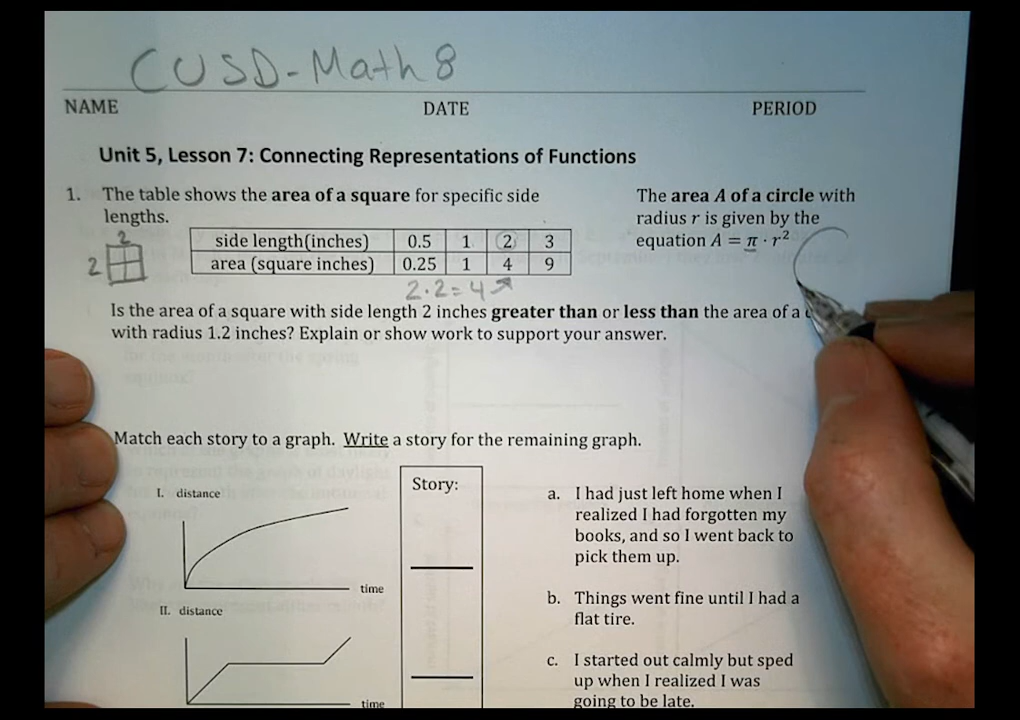 CUSD-Math 8
NAME DATE PERIOD
Unit 5, Lesson 7: Connecting Representations of Functions
1. The table shows the area of a square for specific side
lengths.
2
2
side length(inches) 0.5 1 2 3
area (square inches) 0.25 1 4 9
2·2=4
The area A of a circle with
radius r is given by the
equation A = π · r²
Is the area of a square with side length 2 inches greater than or less than the area of a
with radius 1.2 inches? Explain or show work to support your answer.
Match each story to a graph. Write a story for the remaining graph.
I. distance
time
II. distance
time
Story:
a. I had just left home when I
realized I had forgotten my
books, and so I went back to
pick them up.
b. Things went fine until I had a
flat tire.
c. I started out calmly but sped
up when I realized I was
going to be late.